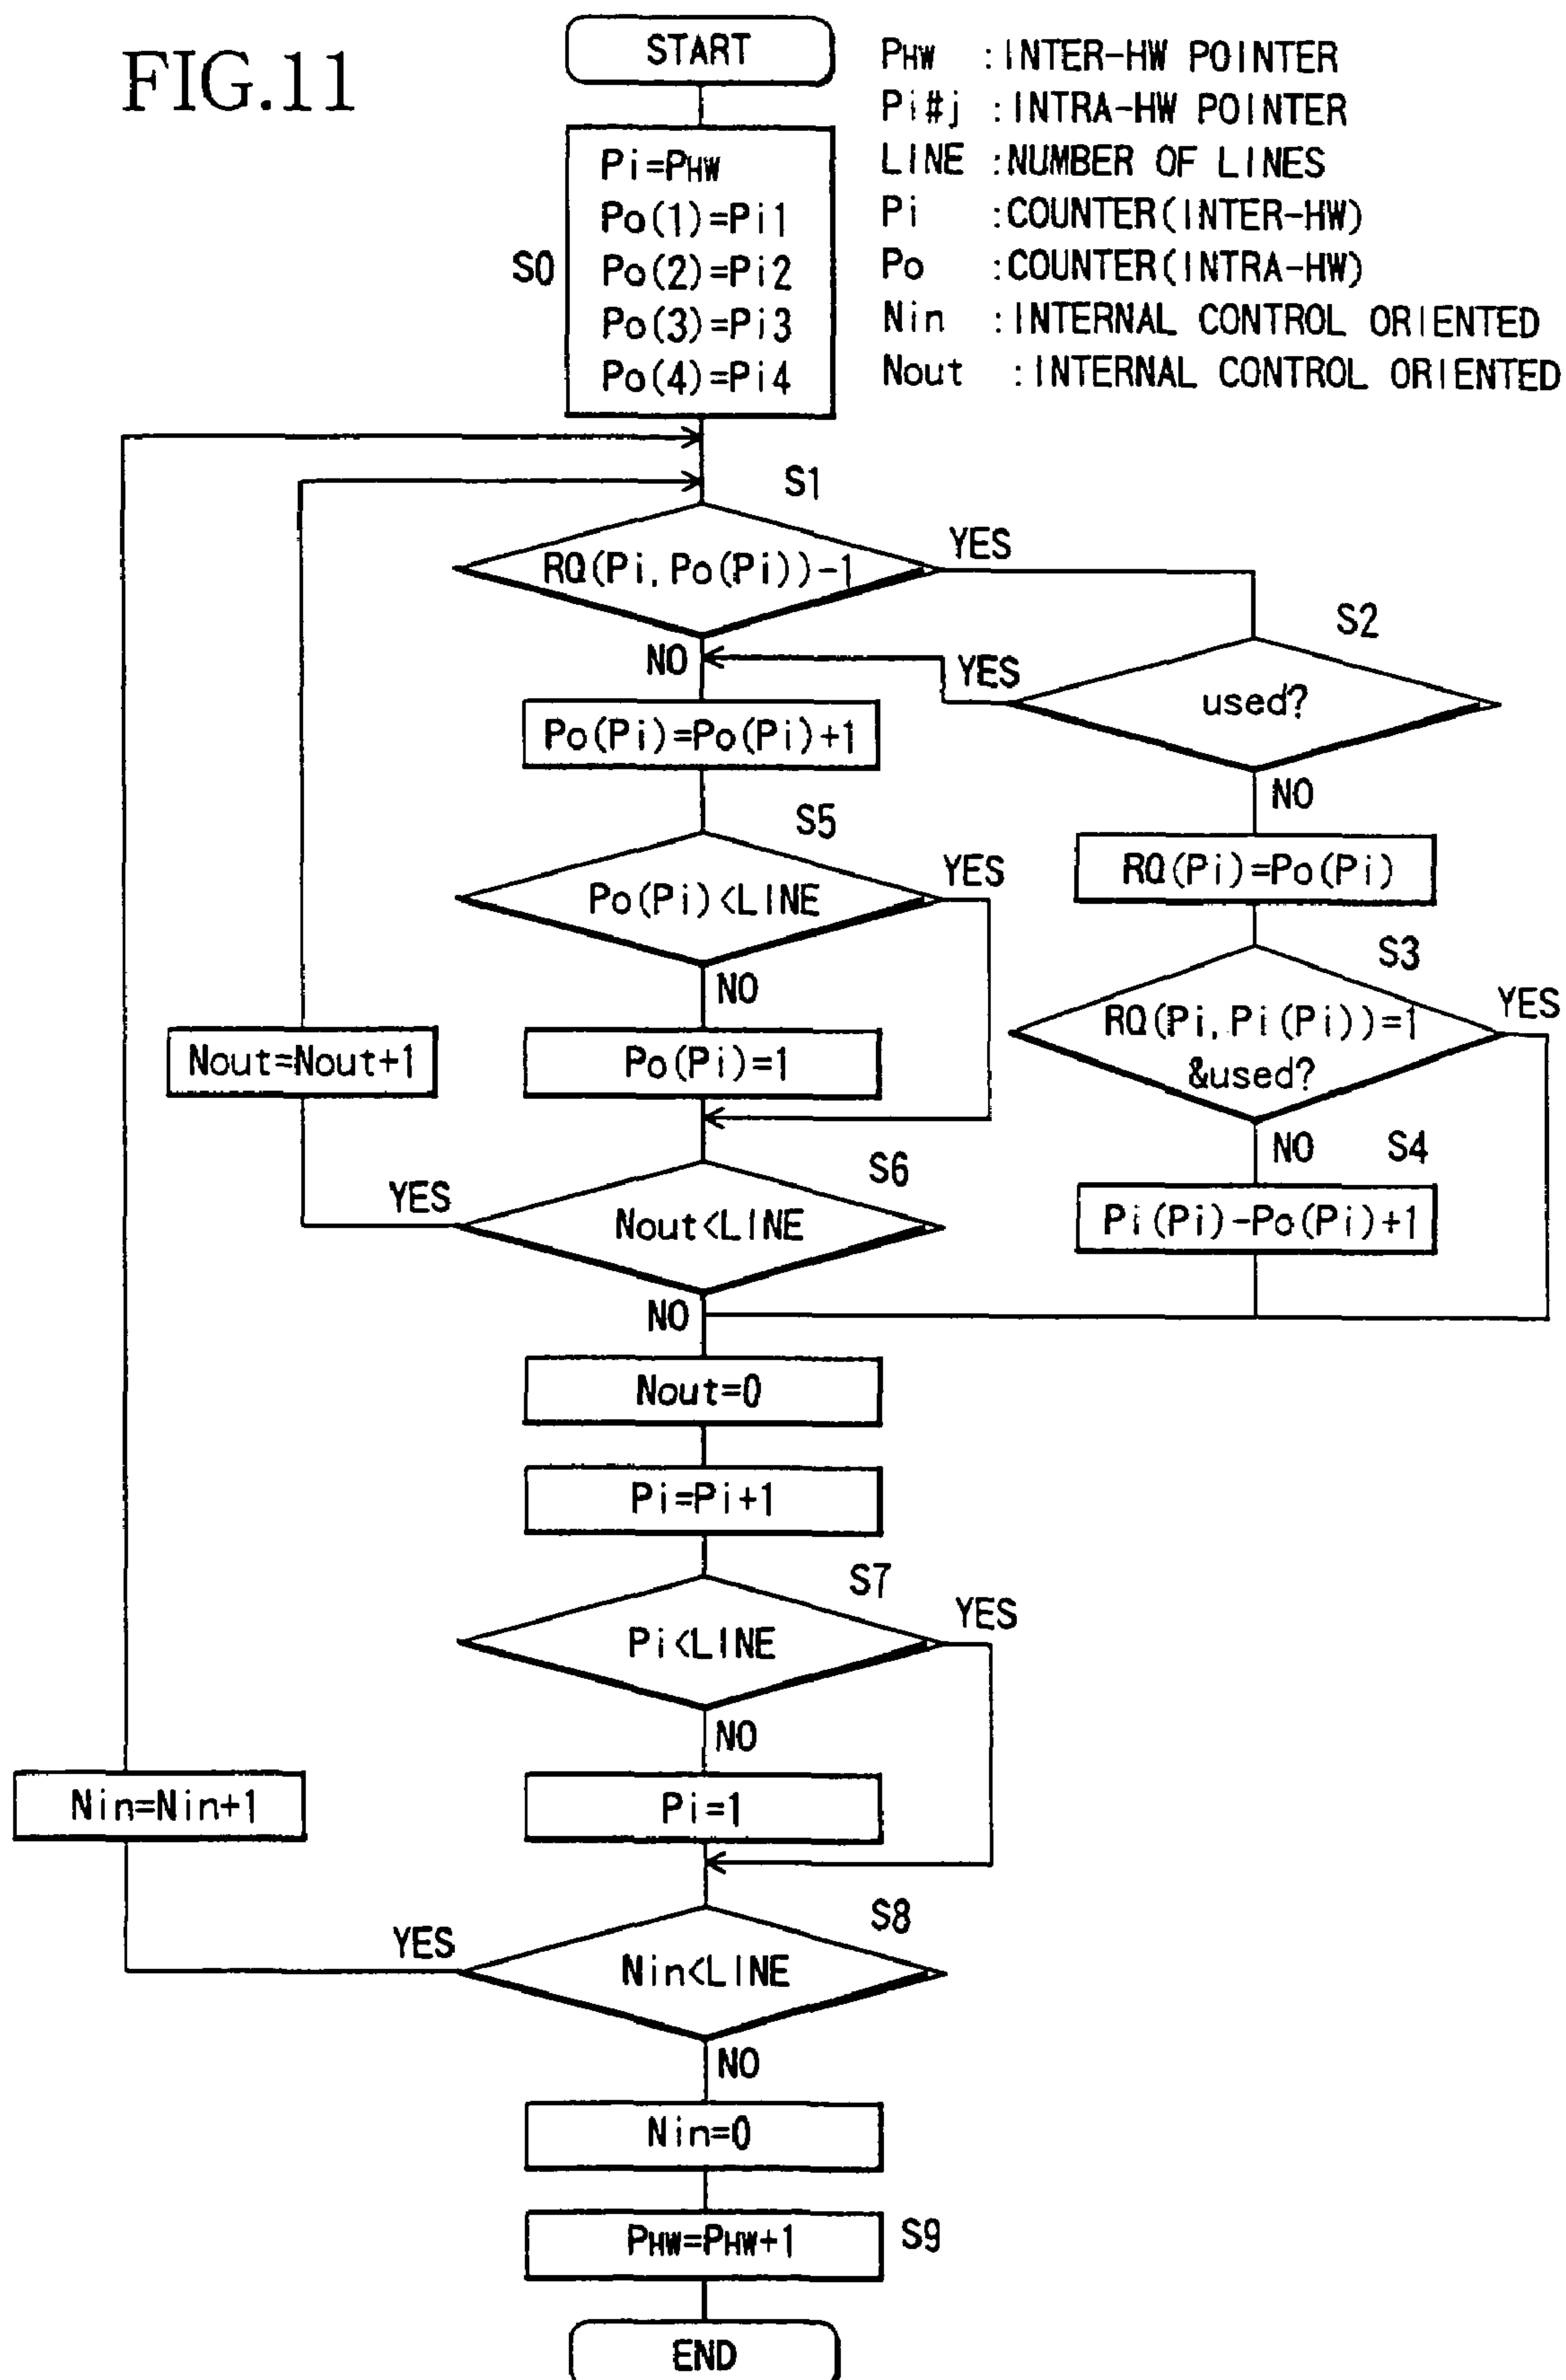 FIG.11
START
PHW :INTER-HW POINTER
Pi#j :INTRA-HW POINTER
LINE :NUMBER OF LINES
Pi :COUNTER(INTER-HW)
Po :COUNTER(INTRA-HW)
Nin :INTERNAL CONTROL ORIENTED
Nout :INTERNAL CONTROL ORIENTED
S0
Pi=PHW
Po(1)=Pi1
Po(2)=Pi2
Po(3)=Pi3
Po(4)=Pi4
S1
RQ(Pi,Po(Pi))-1
YES
NO
S2
used?
YES
NO
Po(Pi)=Po(Pi)+1
RQ(Pi)=Po(Pi)
S5
Po(Pi)<LINE
YES
NO
S3
RQ(Pi,Pi(Pi))=1
&used?
YES
NO
Nout=Nout+1
Po(Pi)=1
S4
Pi(Pi)-Po(Pi)+1
S6
Nout<LINE
YES
NO
Nout=0
Pi=Pi+1
S7
Pi<LINE
YES
NO
Nin=Nin+1
Pi=1
S8
Nin<LINE
YES
NO
Nin=0
PHW=PHW+1
S9
END